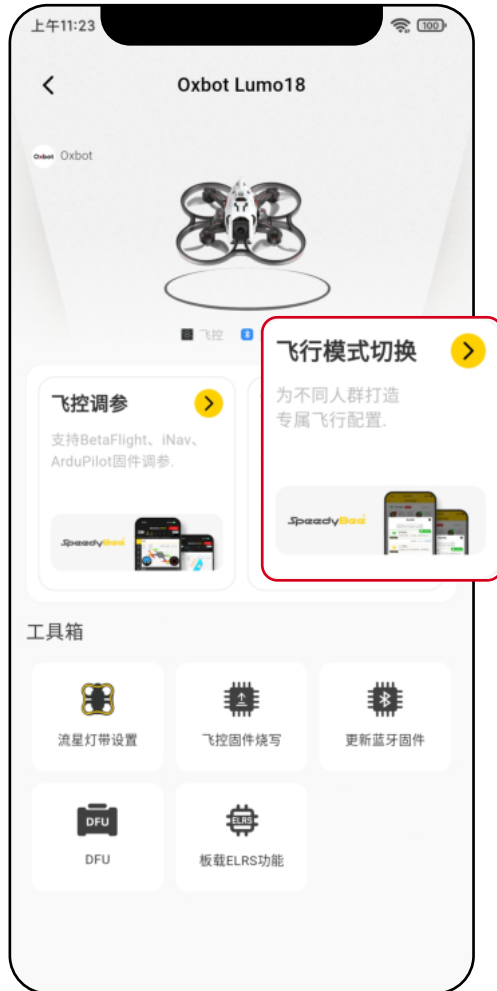 上午11:23
100
Oxbot Lumo18
Oxbot Oxbot
飞控
飞行模式切换
为不同人群打造
专属飞行配置.
SpeedyBee
飞控调参
支持BetaFlight、iNav、
ArduPilot固件调参.
SpeedyBee
工具箱
流星灯带设置
飞控固件烧写
更新蓝牙固件
DFU
DFU
ELRS
板载ELRS功能